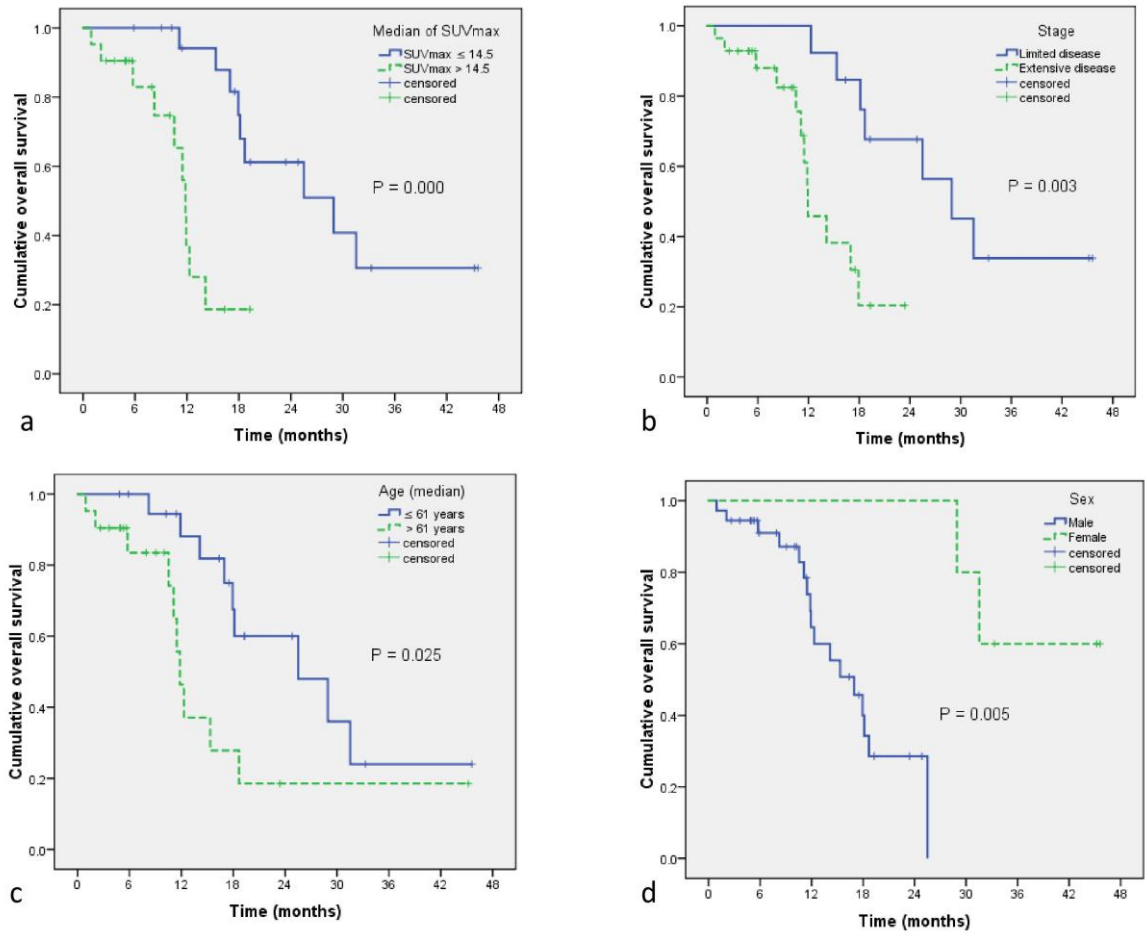 Cumulative overall survival
1.0
0.8
0.6
0.4
0.2
0.0
Median of SUVmax
SUVmax ≤ 14.5
SUVmax > 14.5
censored
censored
P = 0.000
0 6 12 18 24 30 36 42 48
Time (months)
a
Cumulative overall survival
1.0
0.8
0.6
0.4
0.2
0.0
Stage
Limited disease
Extensive disease
censored
censored
P = 0.003
0 6 12 18 24 30 36 42 48
Time (months)
b
Cumulative overall survival
1.0
0.8
0.6
0.4
0.2
0.0
Age (median)
≤ 61 years
> 61 years
censored
censored
P = 0.025
0 6 12 18 24 30 36 42 48
Time (months)
c
Cumulative overall survival
1.0
0.8
0.6
0.4
0.2
0.0
Sex
Male
Female
censored
censored
P = 0.005
0 6 12 18 24 30 36 42 48
Time (months)
d